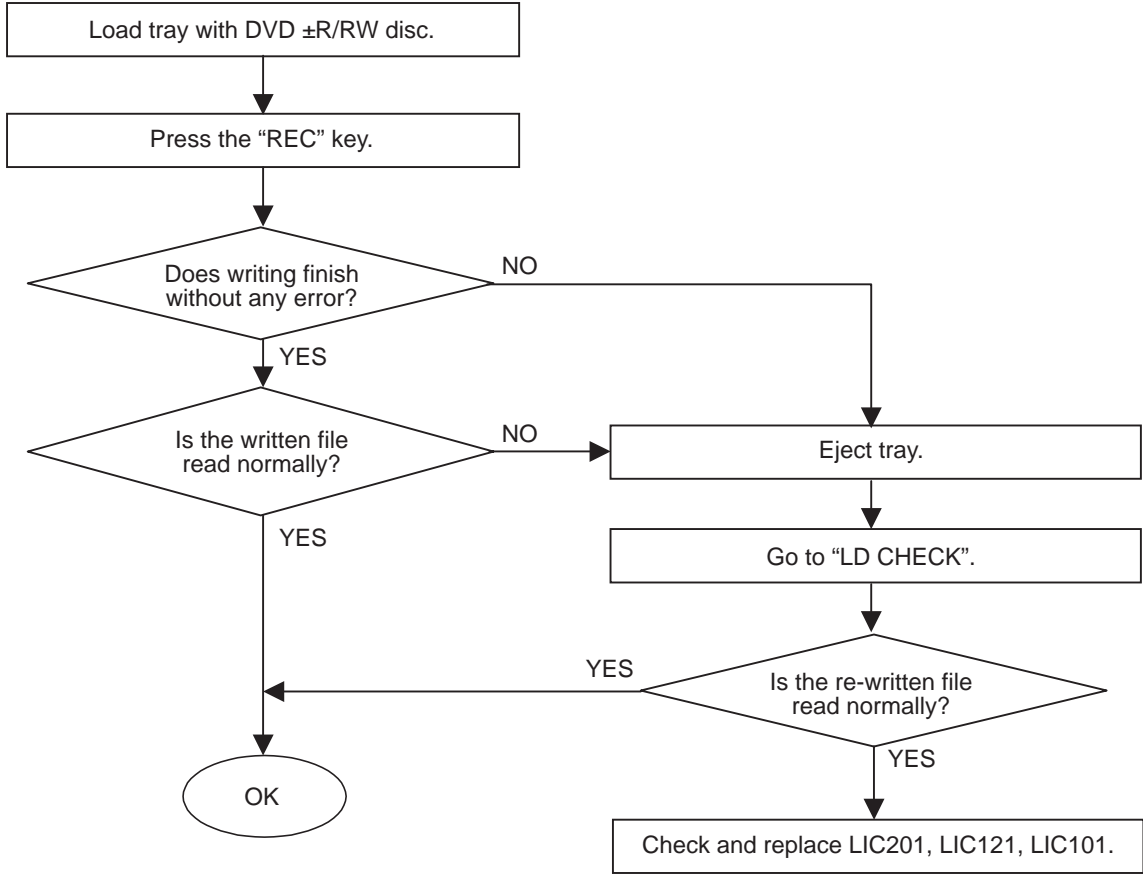 Load tray with DVD ±R/RW disc.
Press the “REC” key.
Does writing finish
without any error?
NO
YES
Is the written file
read normally?
NO
Eject tray.
YES
Go to “LD CHECK”.
YES
Is the re-written file
read normally?
YES
OK
Check and replace LIC201, LIC121, LIC101.